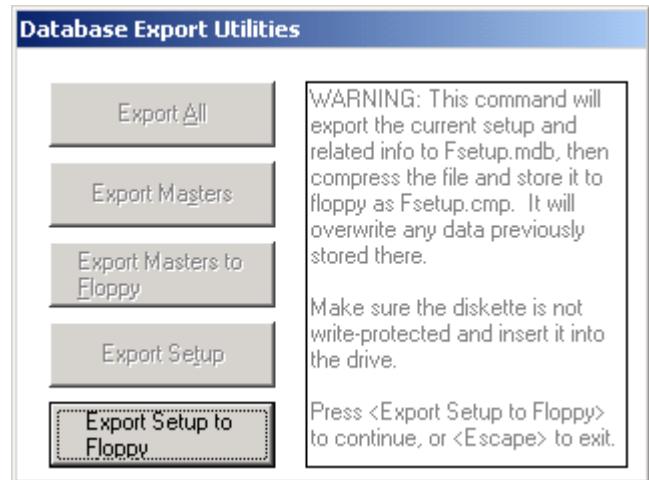 Database Export Utilities
Export All
Export Masters
Export Masters to
Floppy
Export Setup
Export Setup to
Floppy
WARNING: This command will
export the current setup and
related info to Fsetup.mdb, then
compress the file and store it to
floppy as Fsetup.cmp.  It will
overwrite any data previously
stored there.
Make sure the diskette is not
write-protected and insert it into
the drive.
Press <Export Setup to Floppy>
to continue, or <Escape> to exit.